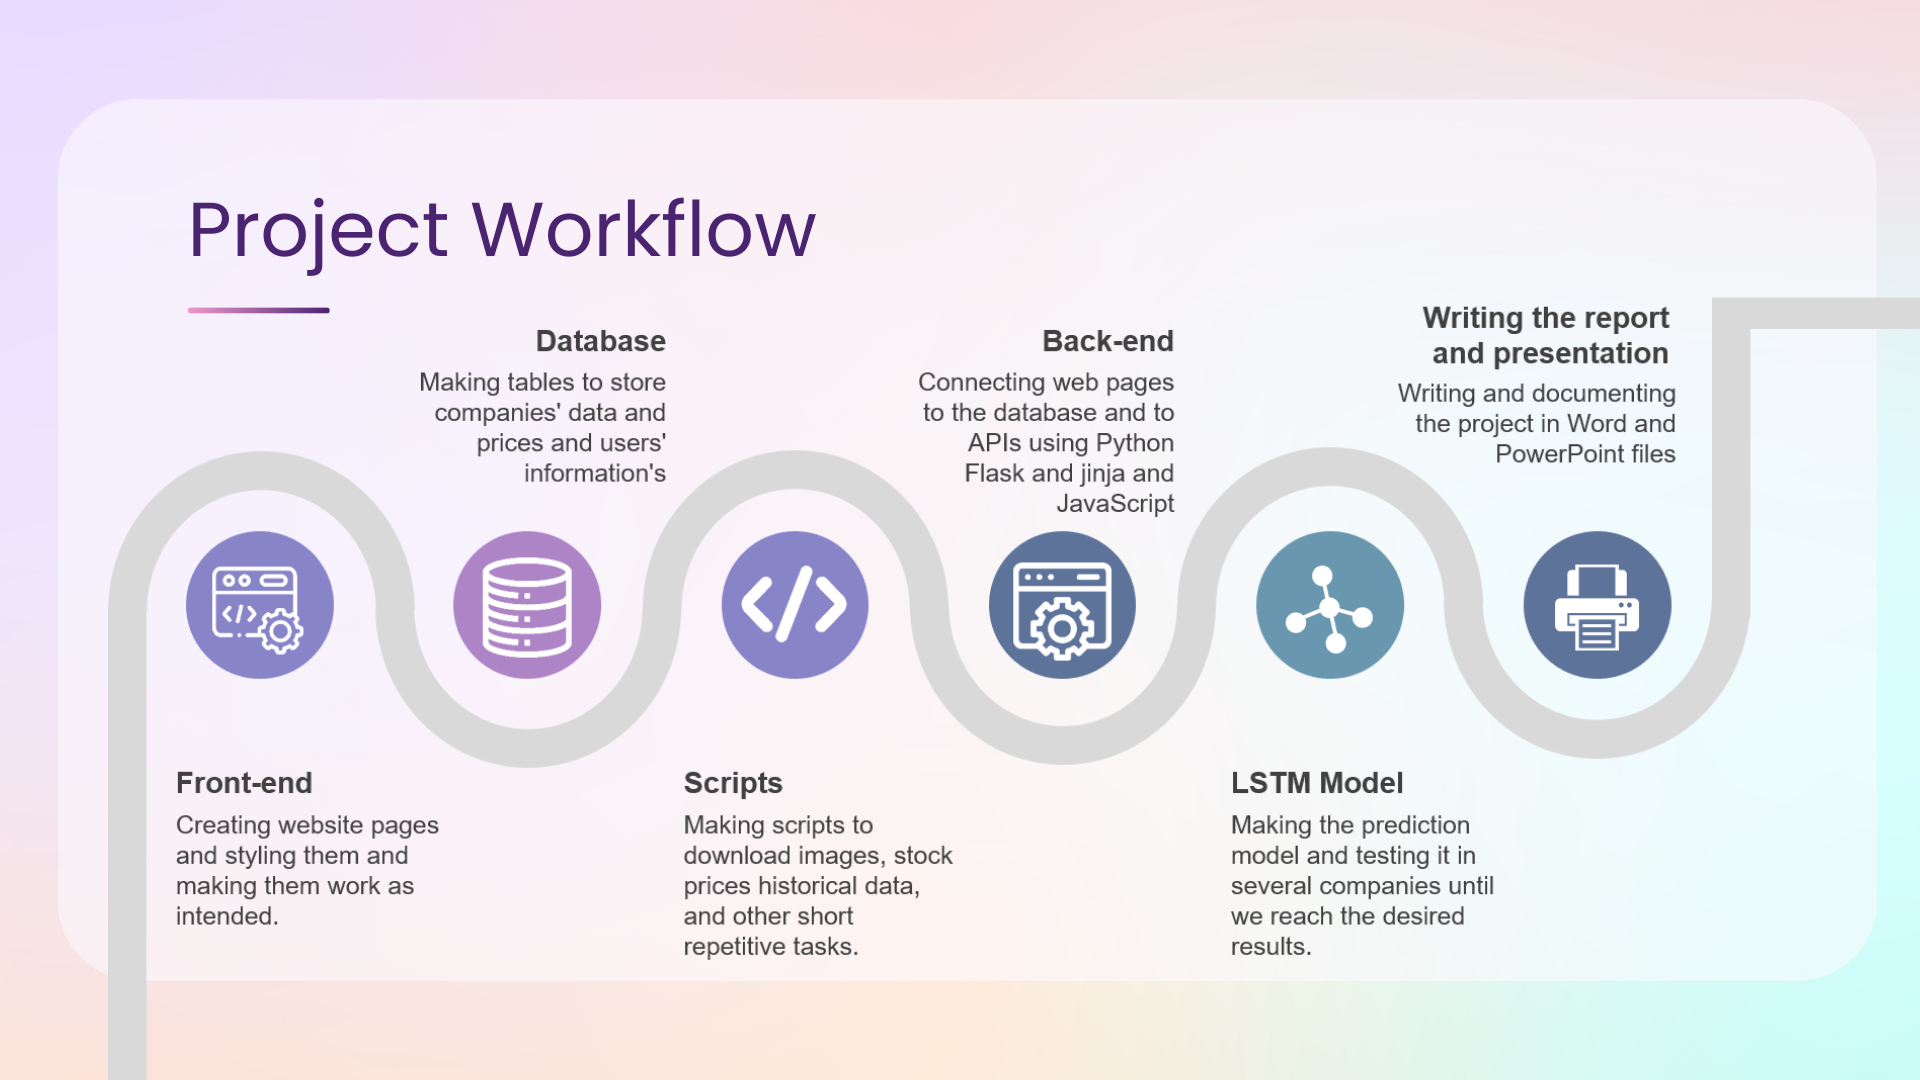 Project Workflow
Front-end
Creating website pages
and styling them and
making them work as
intended.
Database
Making tables to store
companies' data and
prices and users'
information's
Scripts
Making scripts to
download images, stock
prices historical data,
and other short
repetitive tasks.
Back-end
Connecting web pages
to the database and to
APIs using Python
Flask and jinja and
JavaScript
LSTM Model
Making the prediction
model and testing it in
several companies until
we reach the desired
results.
Writing the report
and presentation
Writing and documenting
the project in Word and
PowerPoint files